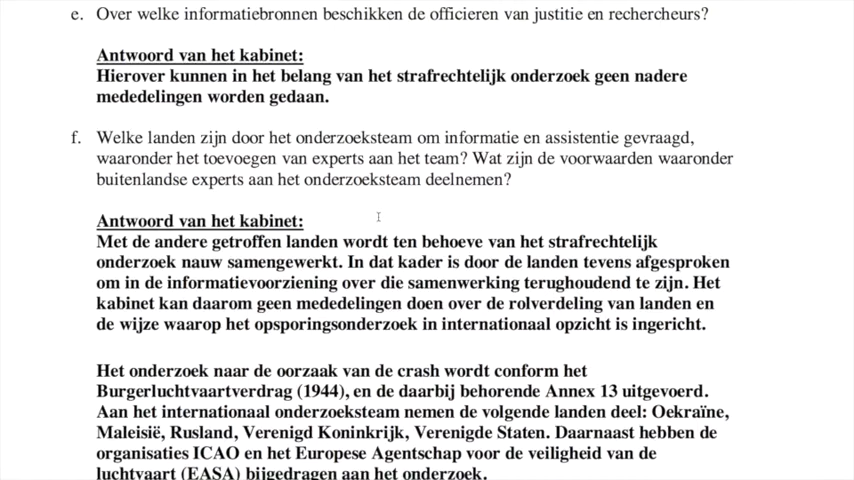 e. Over welke informatiebronnen beschikken de officieren van justitie en rechercheurs?
Antwoord van het kabinet:
Hierover kunnen in het belang van het strafrechtelijk onderzoek geen nadere
mededelingen worden gedaan.
f. Welke landen zijn door het onderzoeksteam om informatie en assistentie gevraagd,
waaronder het toevoegen van experts aan het team? Wat zijn de voorwaarden waaronder
buitenlandse experts aan het onderzoeksteam deelnemen?
Antwoord van het kabinet:
Met de andere getroffen landen wordt ten behoeve van het strafrechtelijk
onderzoek nauw samengewerkt. In dat kader is door de landen tevens afgesproken
om in de informatievoorziening over die samenwerking terughoudend te zijn. Het
kabinet kan daarom geen mededelingen doen over de rolverdeling van landen en
de wijze waarop het opsporingsonderzoek in internationaal opzicht is ingericht.
Het onderzoek naar de oorzaak van de crash wordt conform het
Burgerluchtvaartverdrag (1944), en de daarbij behorende Annex 13 uitgevoerd.
Aan het internationaal onderzoeksteam nemen de volgende landen deel: Oekraïne,
Maleisië, Rusland, Verenigd Koninkrijk, Verenigde Staten. Daarnaast hebben de
organisaties ICAO en het Europese Agentschap voor de veiligheid van de
luchtvaart (EASA) bijgedragen aan het onderzoek.